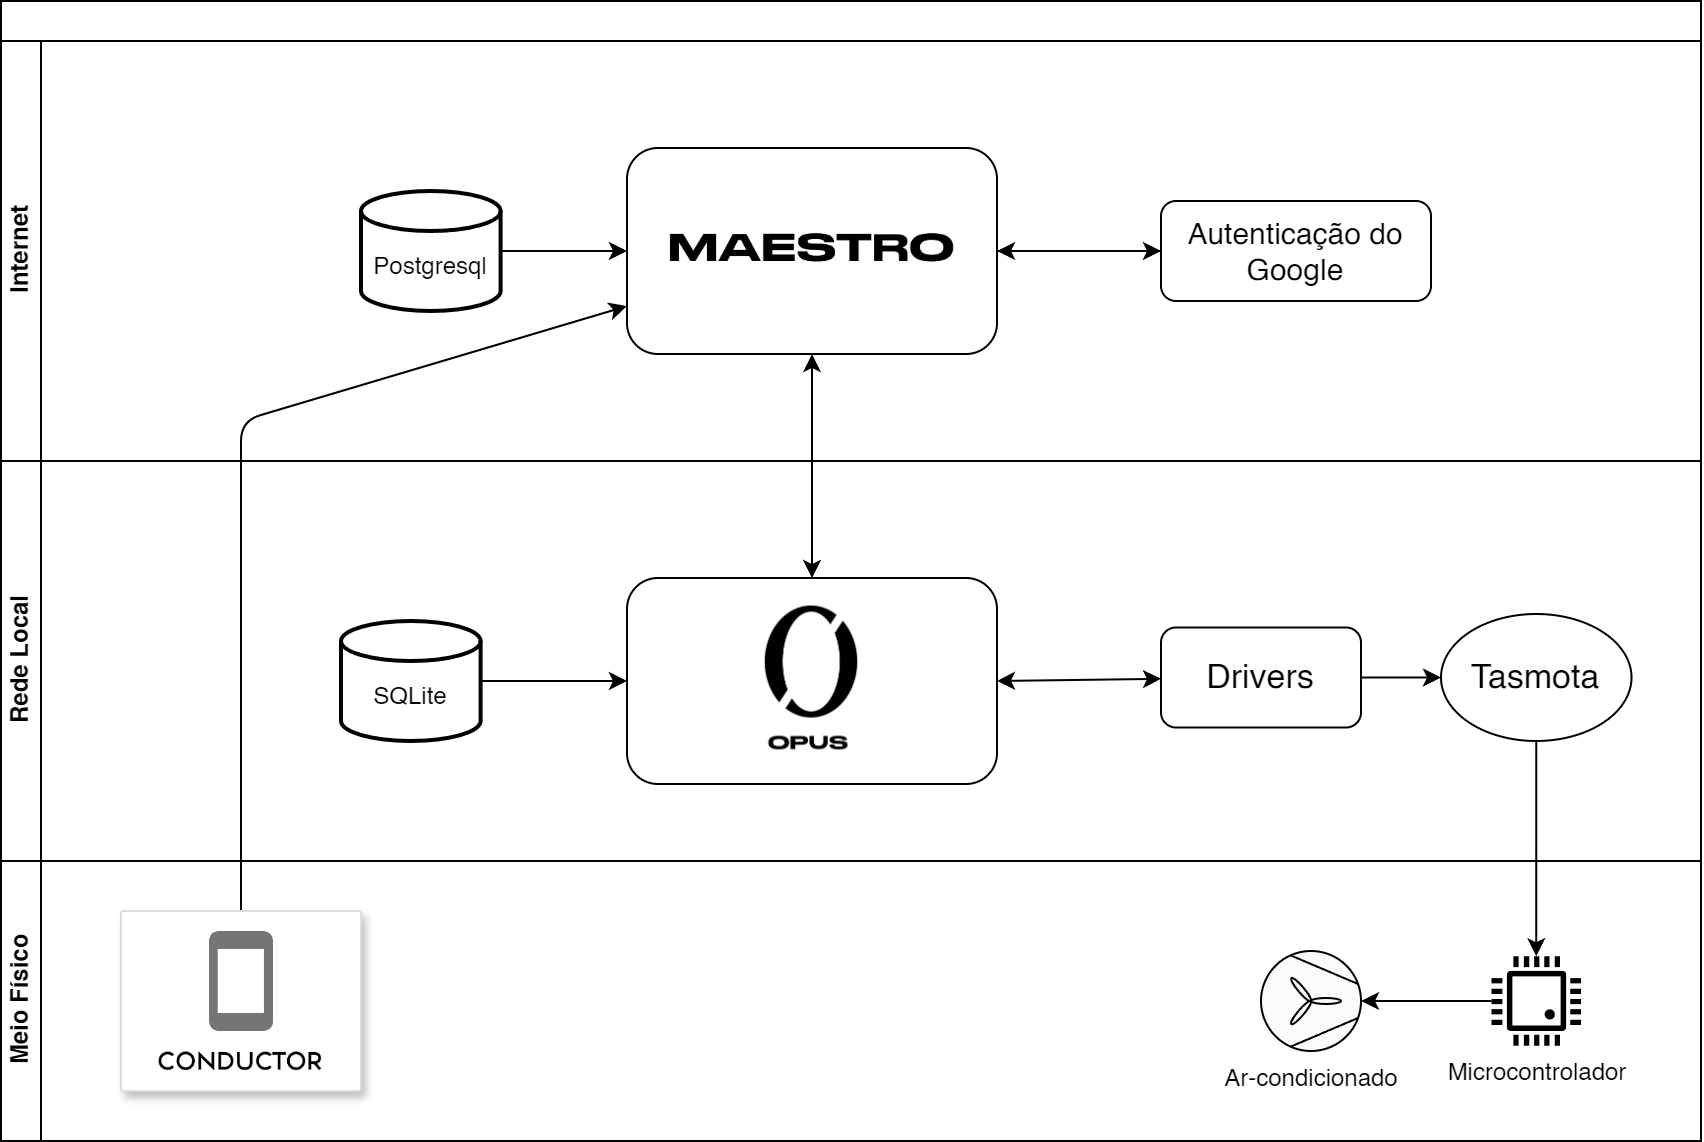 Internet
Postgresql
MAESTRO
Autenticação do
Google
Rede Local
SQLite
OPUS
Drivers
Tasmota
Meio Físico
CONDUCTOR
Ar-condicionado
Microcontrolador